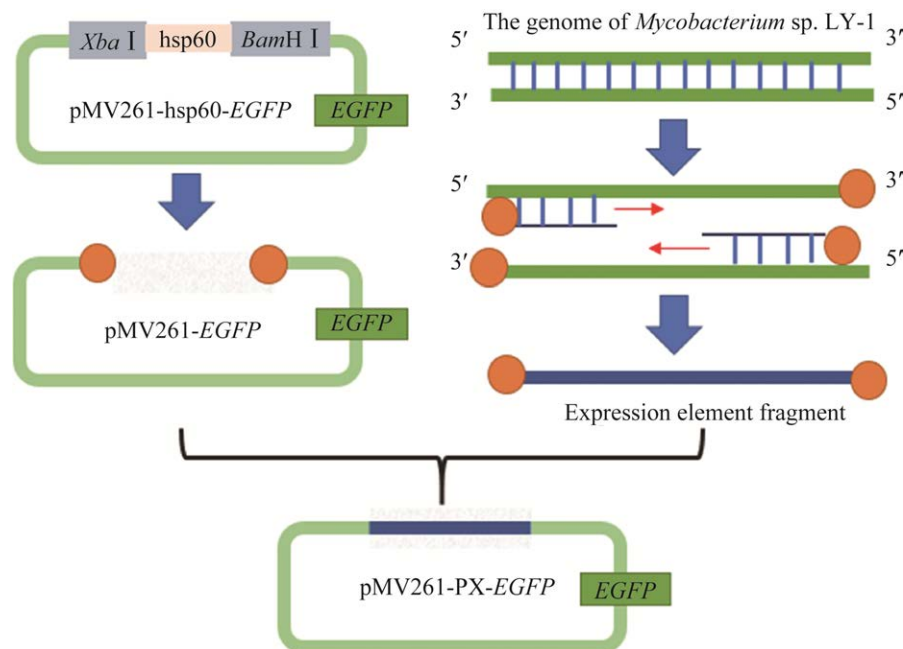 Xba Ⅰ hsp60 BamH Ⅰ
pMV261-hsp60-EGFP
EGFP
pMV261-EGFP
EGFP
The genome of Mycobacterium sp. LY-1
5′ 3′
3′ 5′
5′ 3′
3′ 5′
Expression element fragment
pMV261-PX-EGFP
EGFP